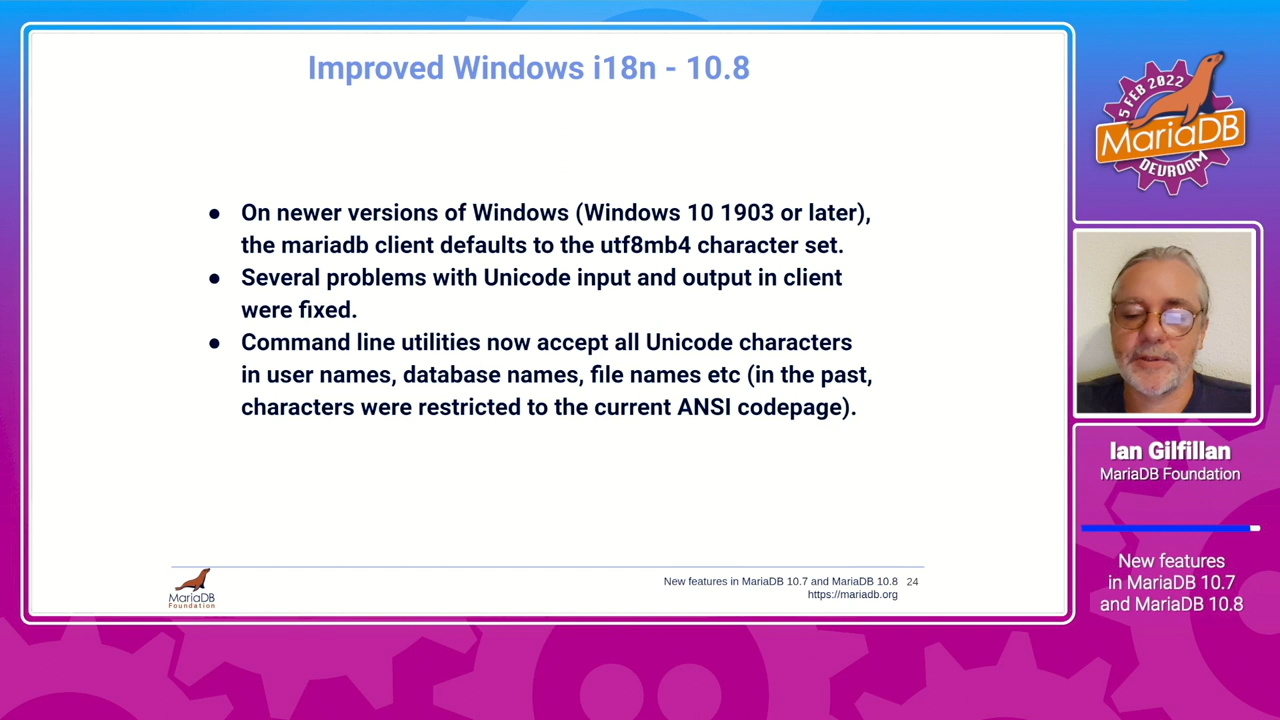 Improved Windows i18n - 10.8
● On newer versions of Windows (Windows 10 1903 or later),
the mariadb client defaults to the utf8mb4 character set.
● Several problems with Unicode input and output in client
were fixed.
● Command line utilities now accept all Unicode characters
in user names, database names, file names etc (in the past,
characters were restricted to the current ANSI codepage).
MariaDB
Foundation
New features in MariaDB 10.7 and MariaDB 10.8 24
https://mariadb.org
5 FEB 2022
MariaDB
DEVROOM
Ian Gilfillan
MariaDB Foundation
New features
in MariaDB 10.7
and MariaDB 10.8